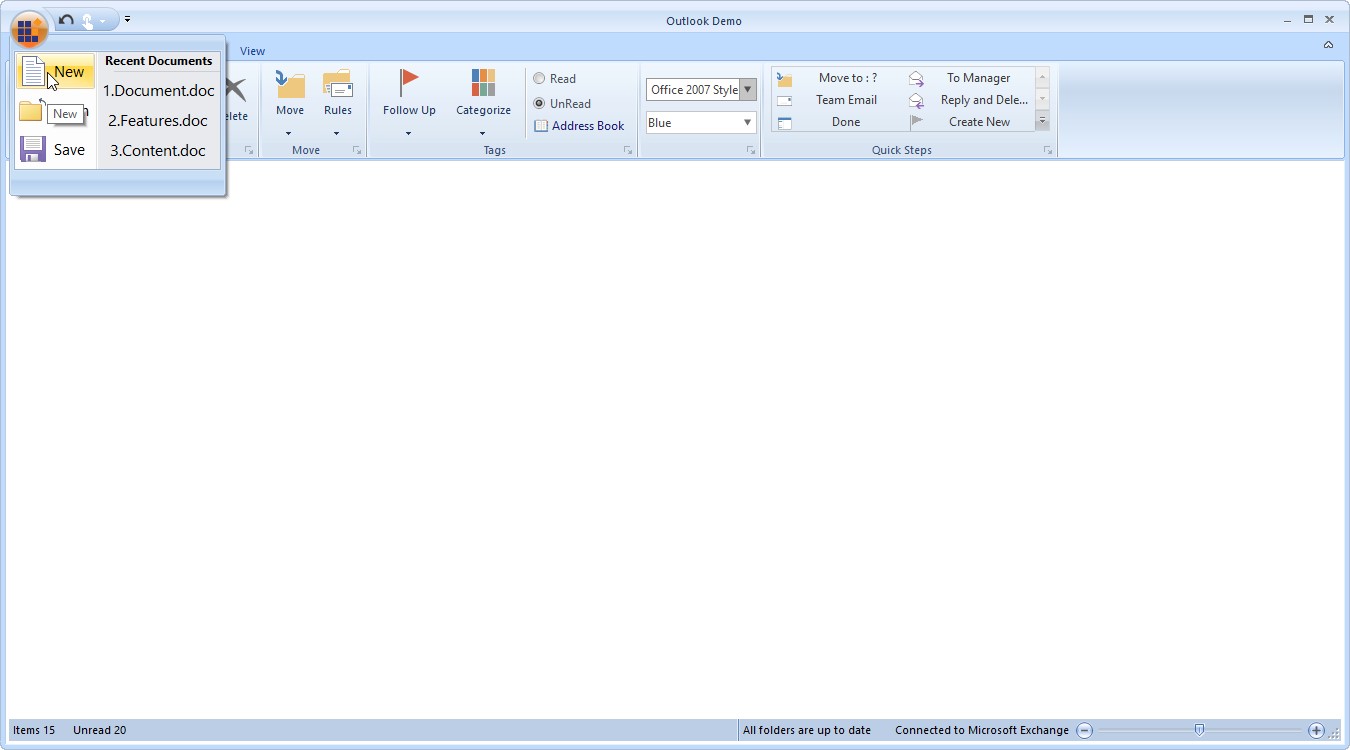 Outlook Demo
View
New
Recent Documents
1.Document.doc
New
2.Features.doc
Save
3.Content.doc
Move
Rules
Move
Follow Up
Categorize
Read
UnRead
Address Book
Tags
Office 2007 Style
Blue
Move to : ?
To Manager
Team Email
Reply and Dele...
Done
Create New
Quick Steps
Items 15
Unread 20
All folders are up to date
Connected to Microsoft Exchange